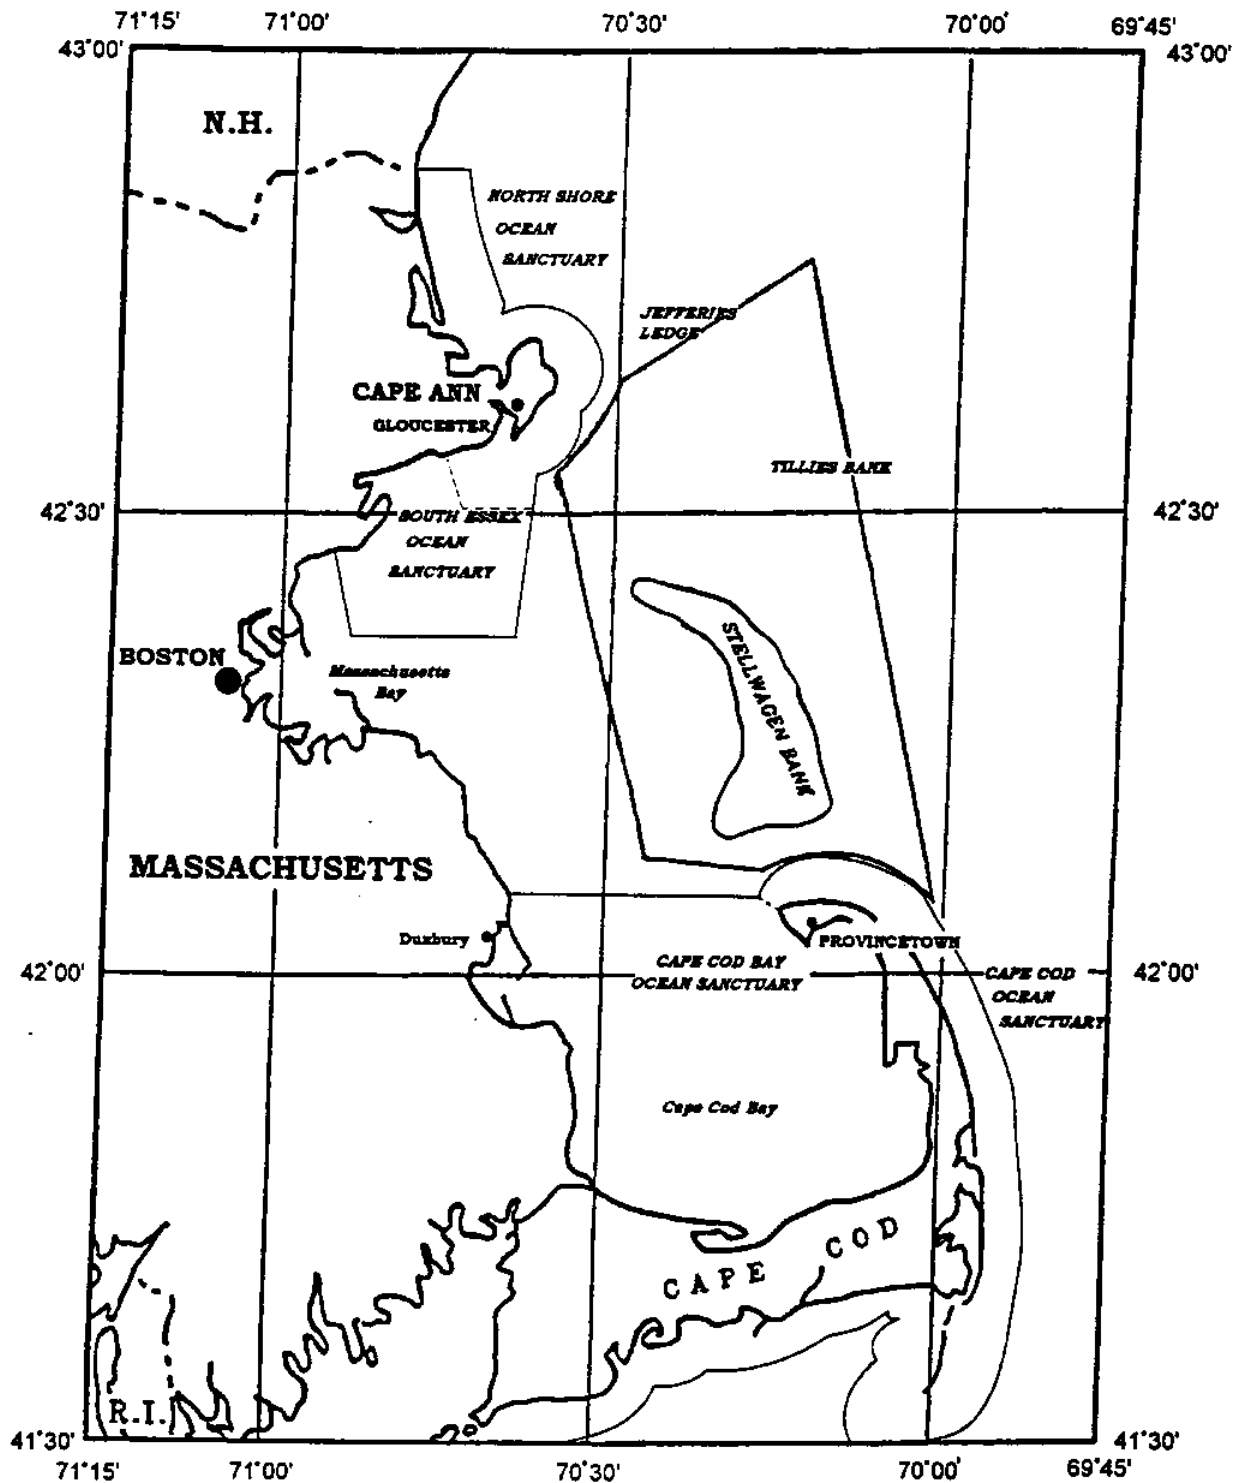 71°15' 71°00' 70°30' 70°00' 69°45'
43°00' 43°00'
N.H.
NORTH SHORE
OCEAN
SANCTUARY
JEFFERIES
LEDGE
CAPE ANN
GLOUCESTER
TILLIES BANK
42°30' 42°30'
SOUTH ESSEX
OCEAN
SANCTUARY
STELLWAGEN BANK
BOSTON
Massachusetts
Bay
MASSACHUSETTS
Duxbury
PROVINCETOWN
42°00' 42°00'
CAPE COD BAY
OCEAN SANCTUARY
CAPE COD
OCEAN
SANCTUARY
Cape Cod Bay
CAPE COD
R.I.
41°30' 41°30'
71°15' 71°00' 70°30' 70°00' 69°45'